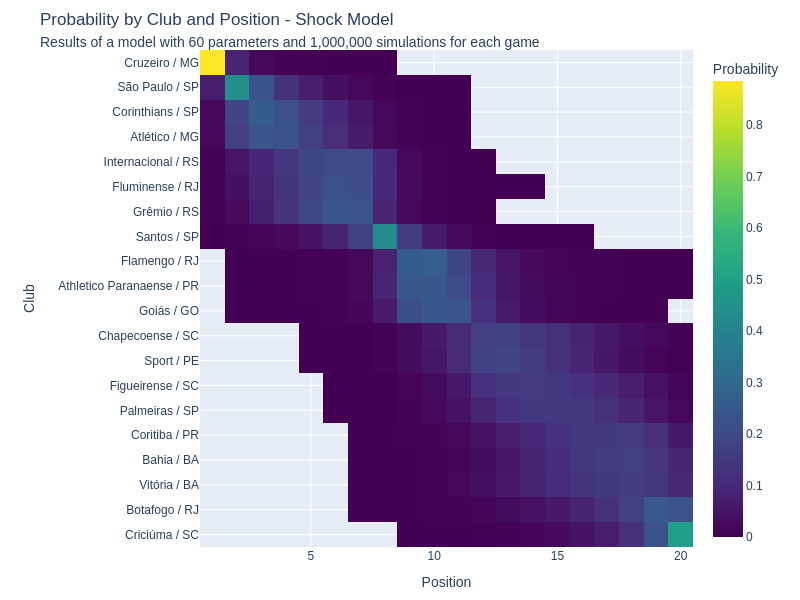 Probability by Club and Position - Shock Model
Results of a model with 60 parameters and 1,000,000 simulations for each game
Probability
Cruzeiro / MG
São Paulo / SP
Corinthians / SP
Atlético / MG
Internacional / RS
Fluminense / RJ
Grêmio / RS
Santos / SP
Flamengo / RJ
Athletico Paranaense / PR
Goiás / GO
Chapecoense / SC
Sport / PE
Figueirense / SC
Palmeiras / SP
Coritiba / PR
Bahia / BA
Vitória / BA
Botafogo / RJ
Criciúma / SC
Club
5
10
15
20
Position
0.8
0.7
0.6
0.5
0.4
0.3
0.2
0.1
0